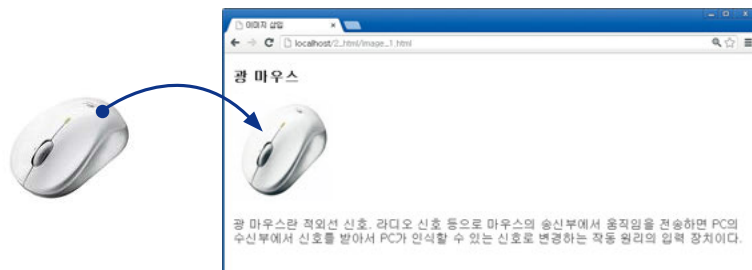 이미지 삽입
localhost/2_html/image_1.html
광 마우스
광 마우스란 적외선 신호, 라디오 신호 등으로 마우스의 송신부에서 움직임을 전송하면 PC의
수신부에서 신호를 받아서 PC가 인식할 수 있는 신호로 변경하는 작동 원리의 입력 장치이다.